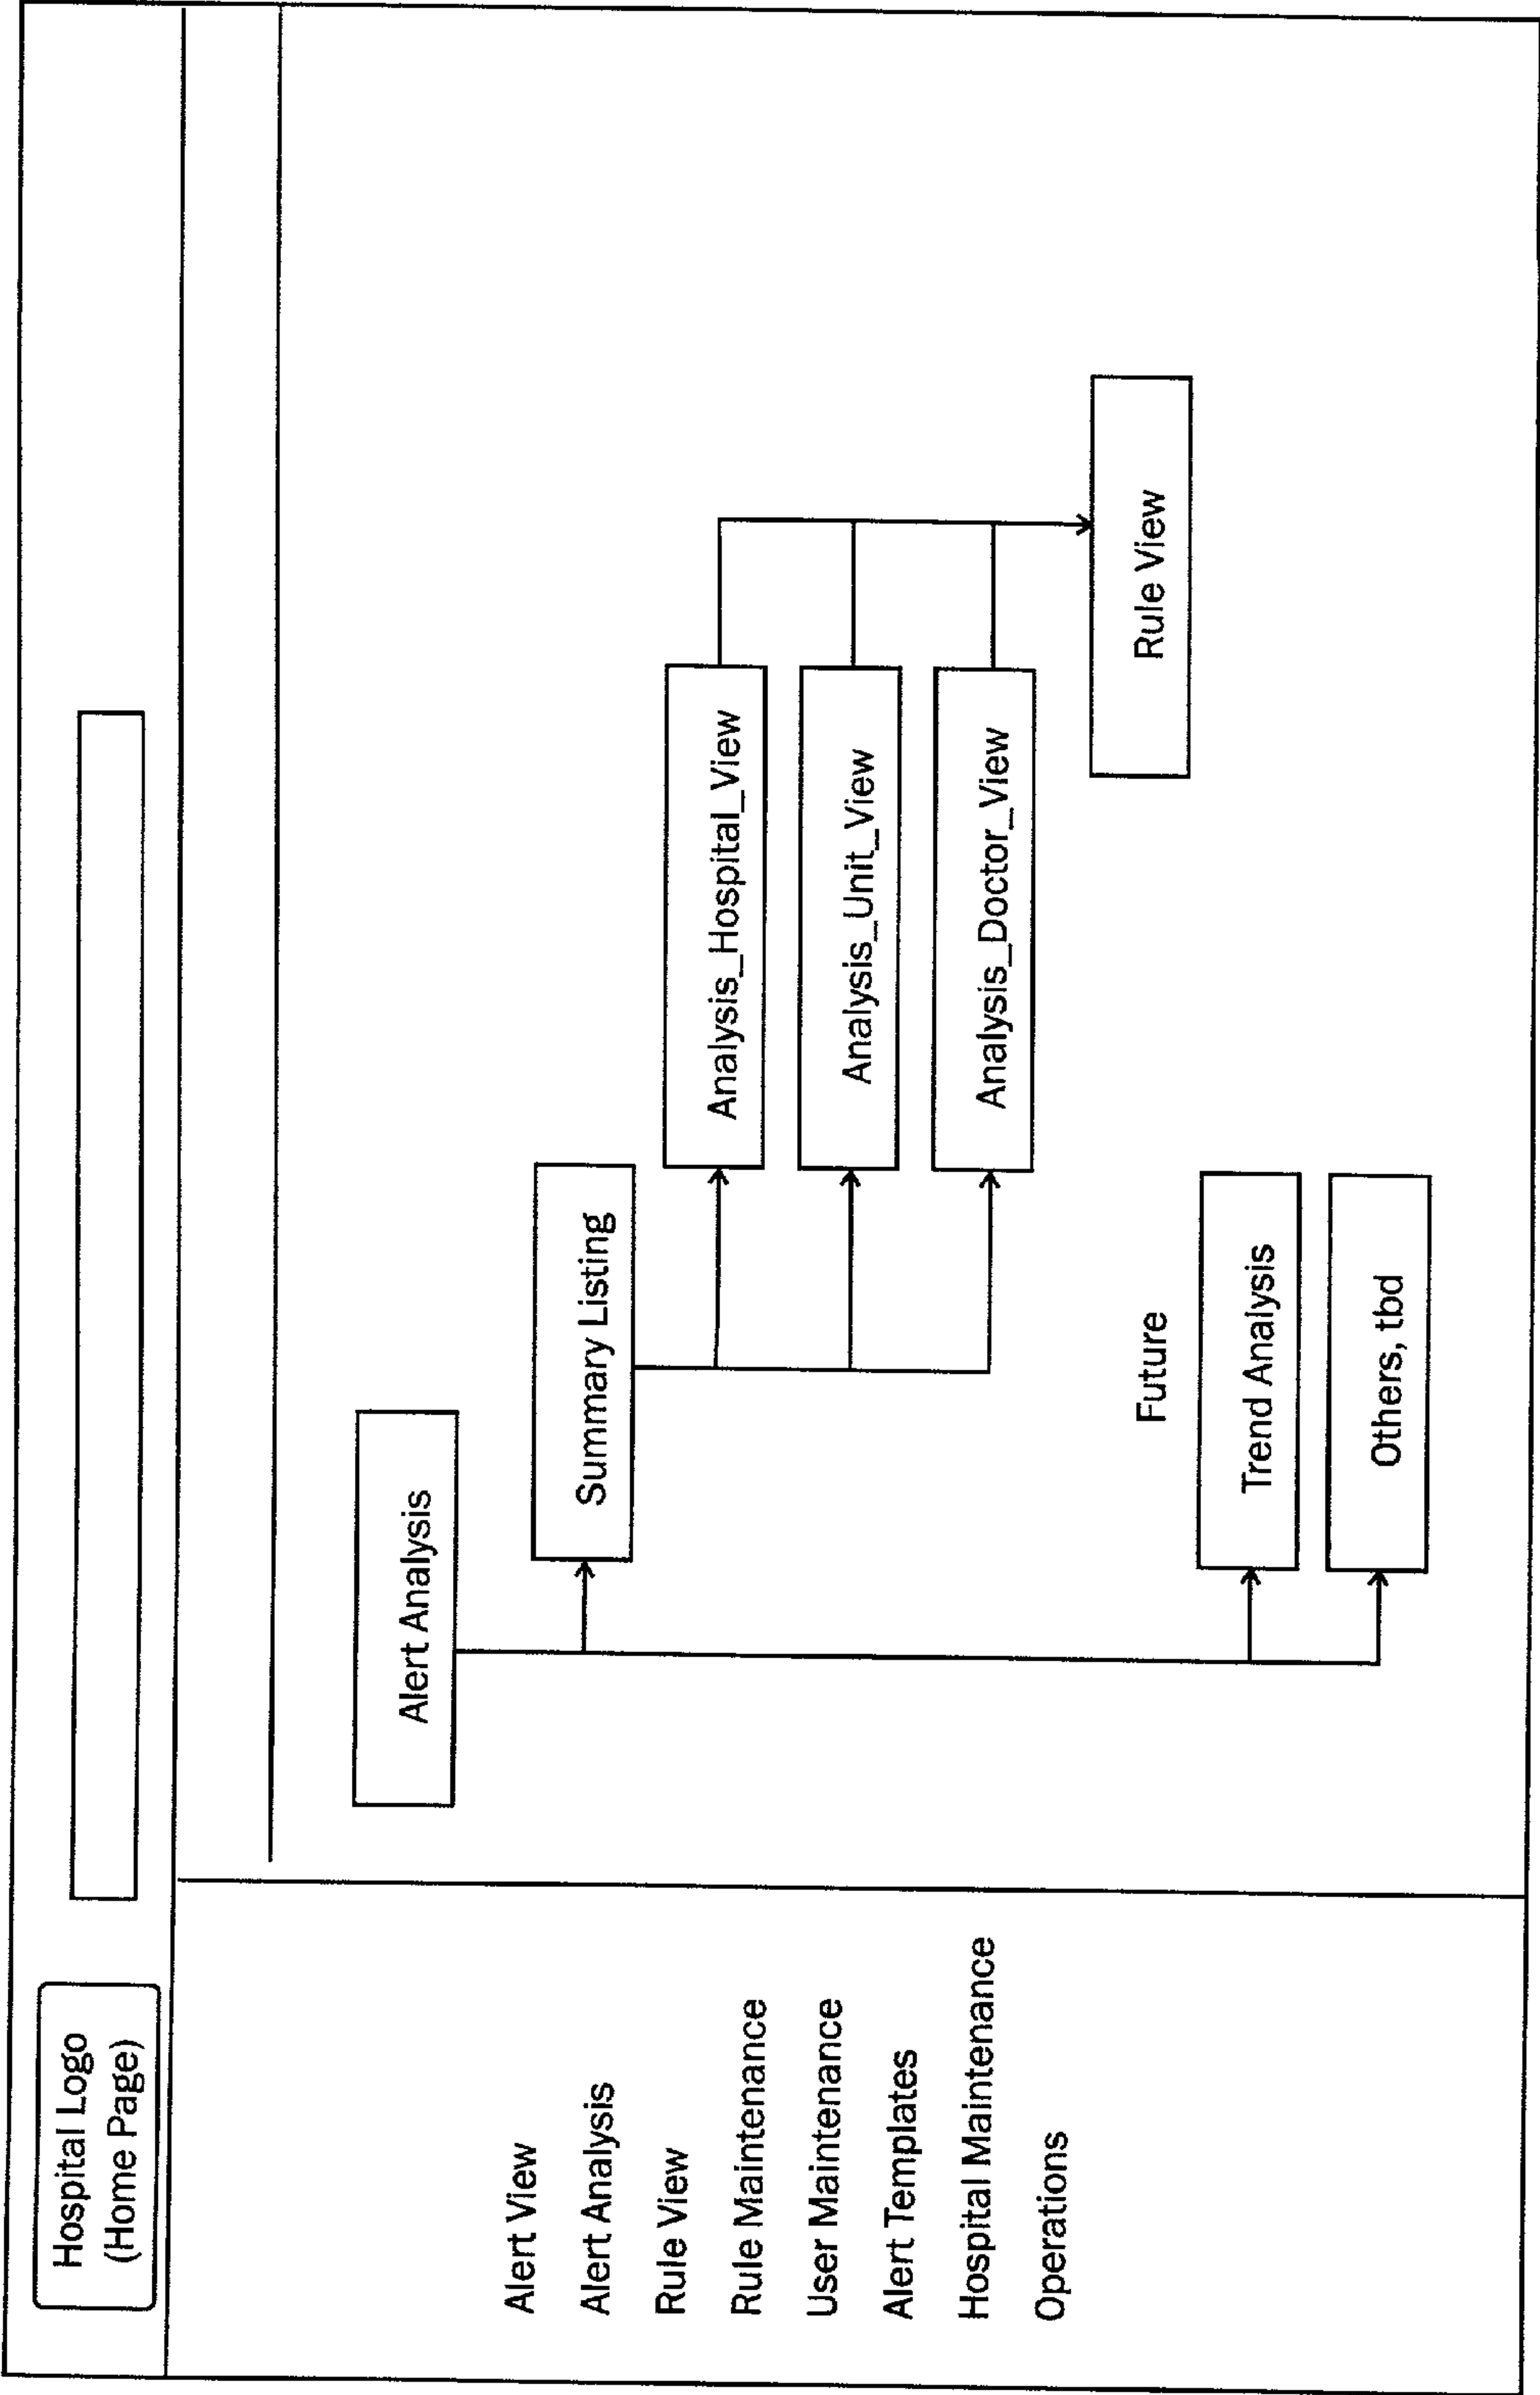 Hospital Logo
(Home Page)
Alert View
Alert Analysis
Rule View
Rule Maintenance
User Maintenance
Alert Templates
Hospital Maintenance
Operations
Alert Analysis
Summary Listing
Analysis_Hospital_View
Analysis_Unit_View
Analysis_Doctor_View
Rule View
Future
Trend Analysis
Others, tbd